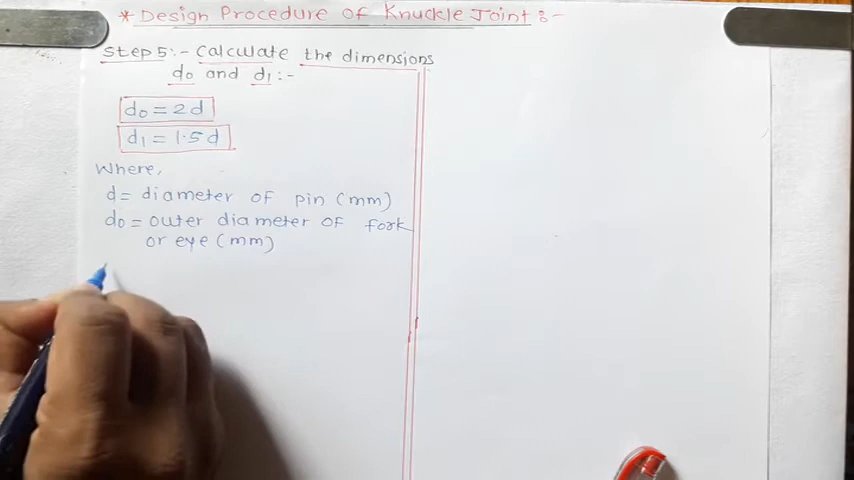 * Design Procedure of Knuckle Joint :-
Step 5:- Calculate the dimensions
do and d1 :-
do = 2d
d1 = 1.5d
Where,
d = diameter of pin (mm)
do = outer diameter of fork
or eye (mm)